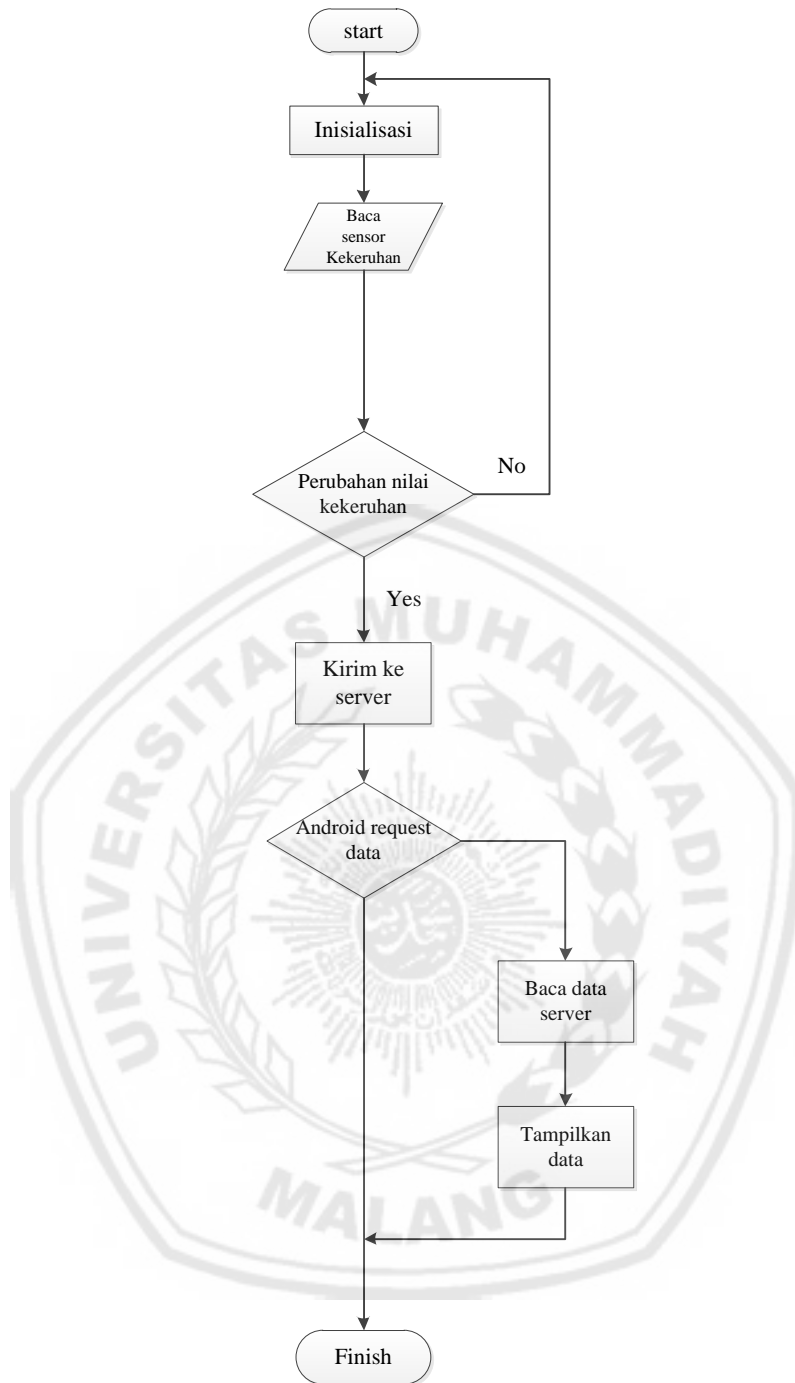 start
Inisialisasi
Baca
sensor
Kekeruhan
Perubahan nilai
kekeruhan
No
Yes
Kirim ke
server
Android request
data
Baca data
server
Tampilkan
data
Finish
UNIVERSITAS MUHAMMADIYAH
MALANG